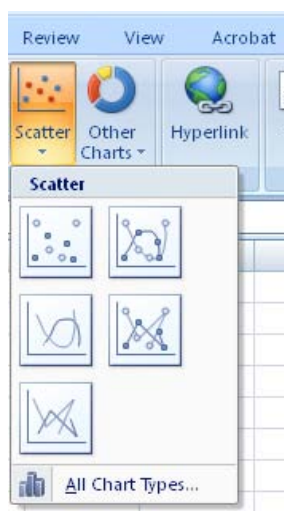 Review View Acrobat
Scatter Other Charts Hyperlink
Scatter
All Chart Types...